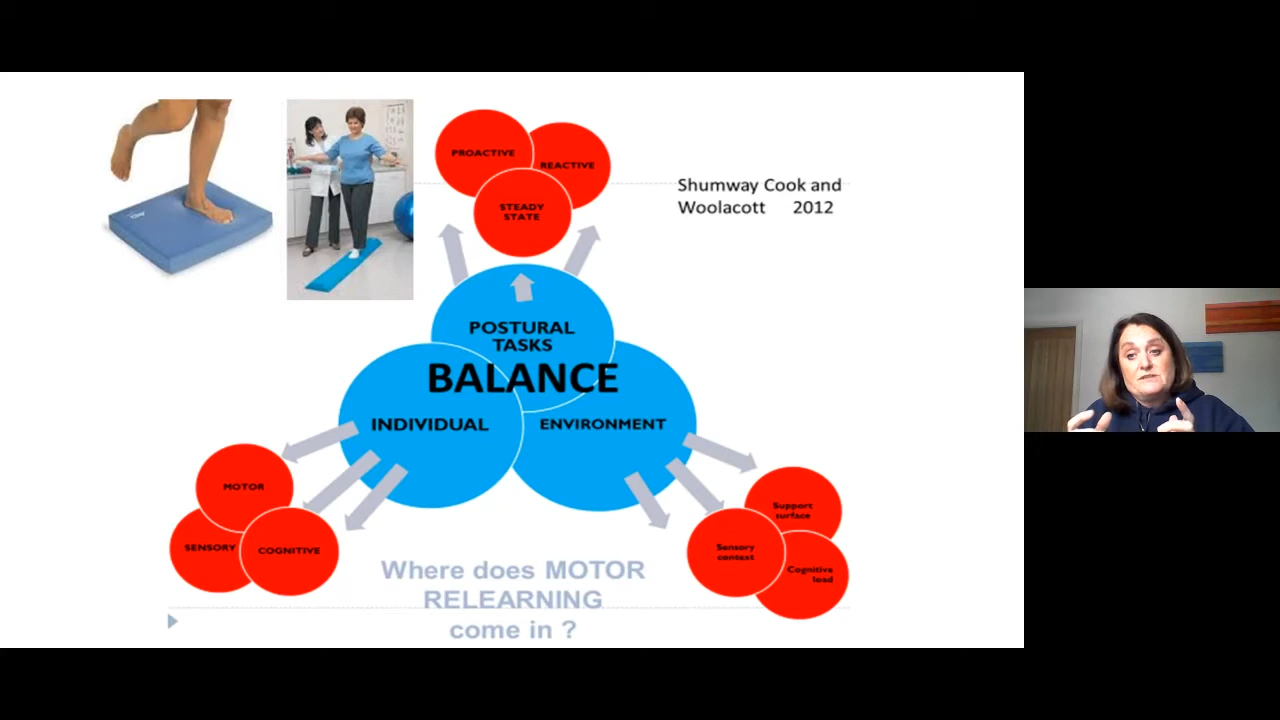 PROACTIVE
REACTIVE
STEADY
STATE
Shumway Cook and
Woolacott 2012
POSTURAL
TASKS
BALANCE
INDIVIDUAL
ENVIRONMENT
MOTOR
SENSORY
COGNITIVE
Support
surface
Sensory
context
Cognitive
load
Where does MOTOR
RELEARNING
come in ?